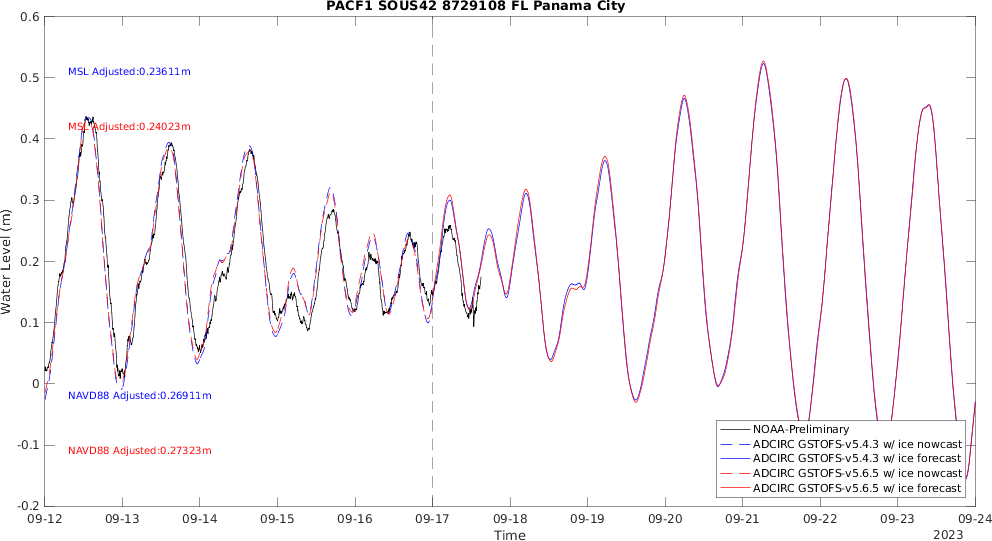 PACF1 SOUS42 8729108 FL Panama City
0.6
0.5
0.4
0.3
0.2
0.1
0
-0.1
-0.2
Water Level (m)
MSL Adjusted:0.23611m
MSL Adjusted:0.24023m
NAVD88 Adjusted:0.26911m
NAVD88 Adjusted:0.27323m
NOAA-Preliminary
ADCIRC GSTOFS-v5.4.3 w/ ice nowcast
ADCIRC GSTOFS-v5.4.3 w/ ice forecast
ADCIRC GSTOFS-v5.6.5 w/ ice nowcast
ADCIRC GSTOFS-v5.6.5 w/ ice forecast
09-12 09-13 09-14 09-15 09-16 09-17 09-18 09-19 09-20 09-21 09-22 09-23 09-24
Time
2023